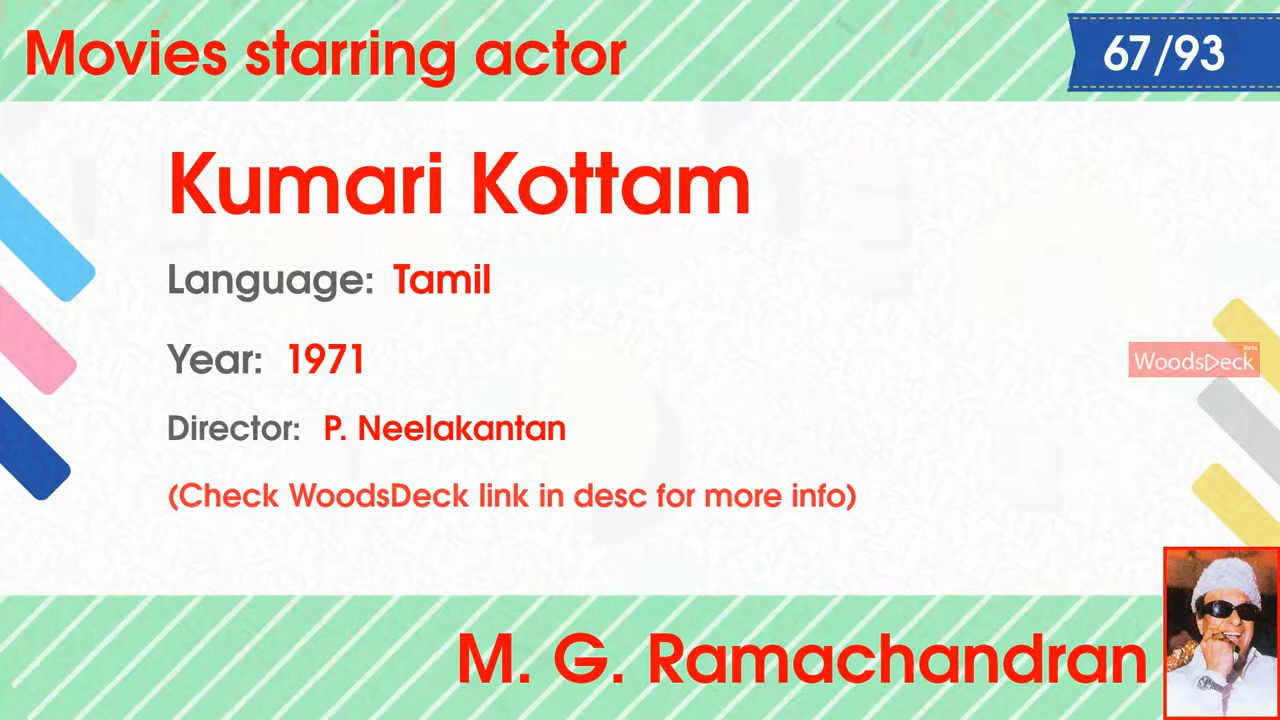 Movies starring actor
67/93
Kumari Kottam
Language: Tamil
Year: 1971
WoodsDeck Beta
Director: P. Neelakantan
(Check WoodsDeck link in desc for more info)
M. G. Ramachandran